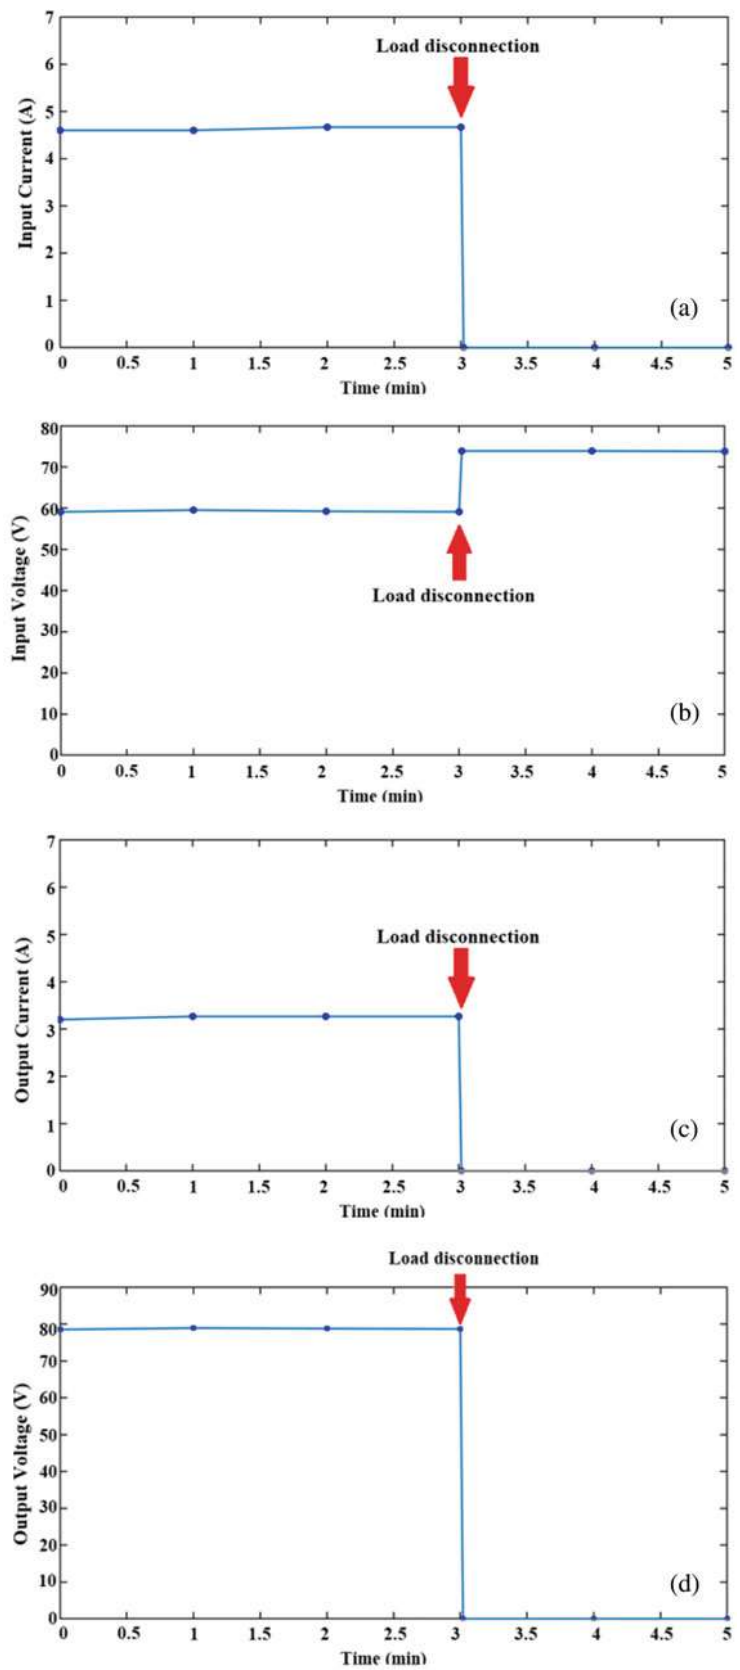 7
Load disconnection
6
5
4
3
2
1
0
Input Current (A)
(a)
0 0.5 1 1.5 2 2.5 3 3.5 4 4.5 5
Time (min)
80
70
60
50
40
30
20
10
0
Input Voltage (V)
Load disconnection
(b)
0 0.5 1 1.5 2 2.5 3 3.5 4 4.5 5
Time (min)
7
6
5
4
3
2
1
0
Output Current (A)
Load disconnection
(c)
0 0.5 1 1.5 2 2.5 3 3.5 4 4.5 5
Time (min)
Load disconnection
90
80
70
60
50
40
30
20
10
0
Output Voltage (V)
(d)
0 0.5 1 1.5 2 2.5 3 3.5 4 4.5 5
Time (min)